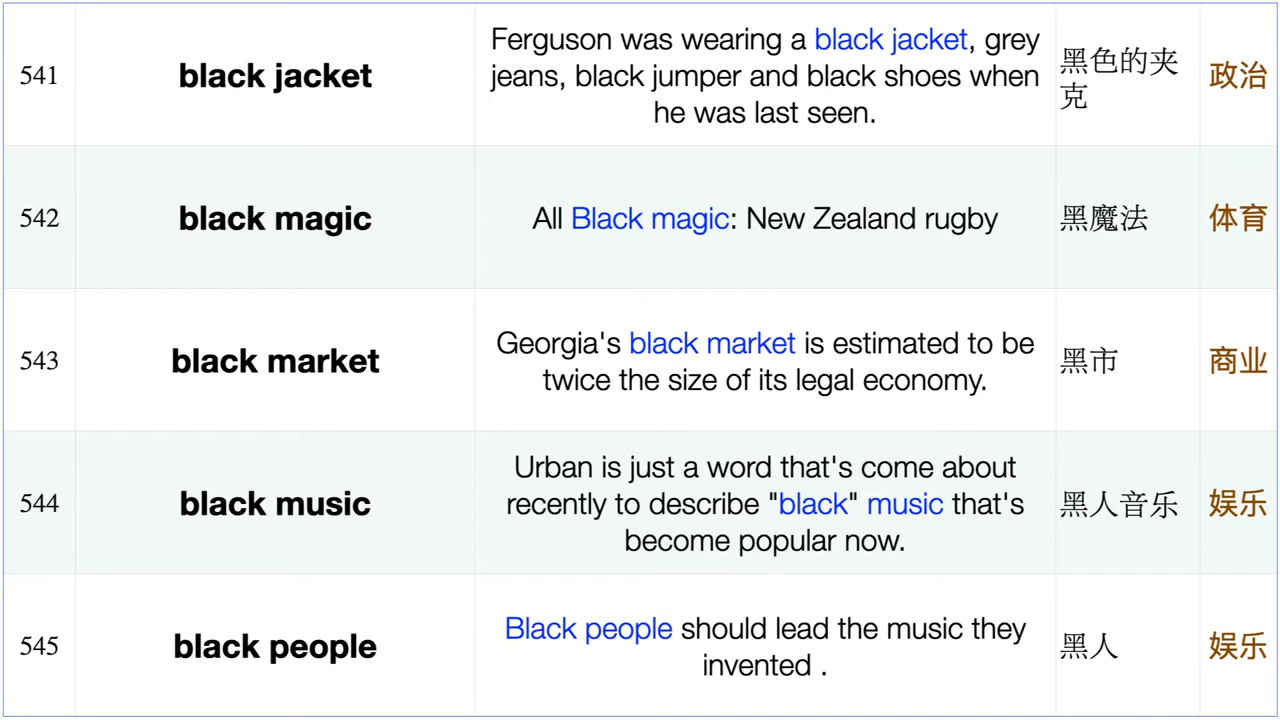 541
black jacket
Ferguson was wearing a black jacket, grey
jeans, black jumper and black shoes when
he was last seen.
黑色的夹
克
政治
542
black magic
All Black magic: New Zealand rugby
黑魔法
体育
543
black market
Georgia's black market is estimated to be
twice the size of its legal economy.
黑市
商业
544
black music
Urban is just a word that's come about
recently to describe "black" music that's
become popular now.
黑人音乐
娱乐
545
black people
Black people should lead the music they
invented .
黑人
娱乐